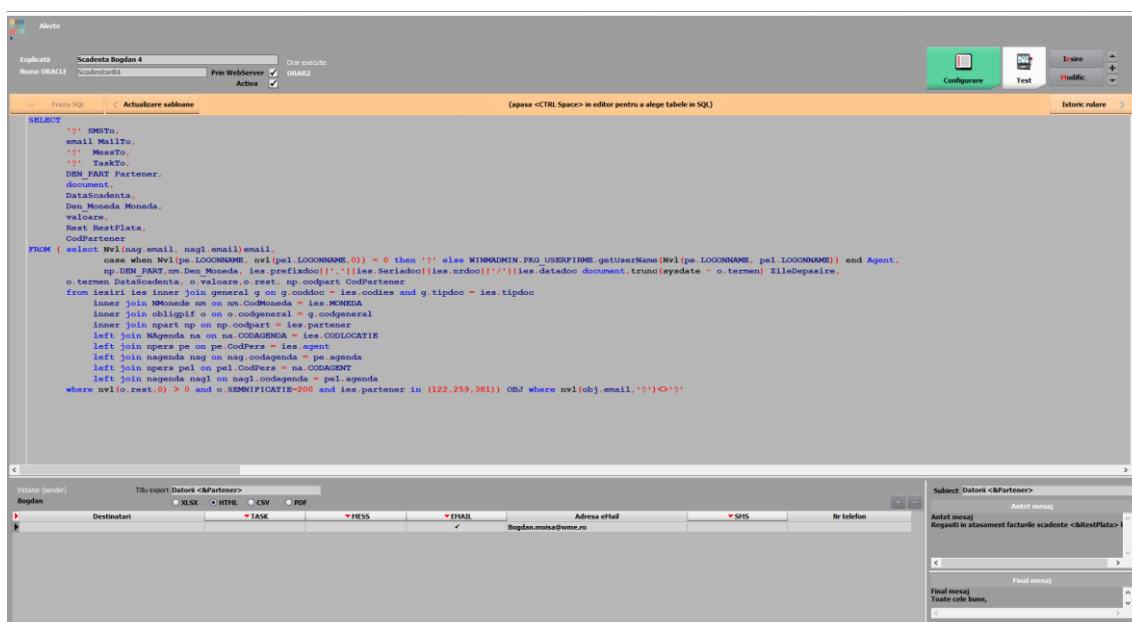 Alerte
Explicatii Scadenta Bogdan 4 Orar executie
Nume ORACLE ScadentarB4 Prin WebServer ORAR2
Activa
Configurare Test Iesire
Modific
Fraza SQL Actualizare sabloane (apasa <CTRL Space> in editor pentru a alege tabele in SQL) Istoric rulare
SELECT
'?' SMSTo,
email MailTo,
'?' MessTo,
'?' TaskTo,
DEN_PART Partener,
document,
DataScadenta,
Den_Moneda Moneda,
valoare,
Rest RestPlata,
CodPartener
FROM ( select Nvl(nag.email, nag1.email)email,
case when Nvl(pe.LOGONNAME, nvl(pe1.LOGONNAME,0)) = 0 then '?' else WINMADMIN.PKG_USERFIRME.getUserName(Nvl(pe.LOGONNAME, pe1.LOGONNAME)) end Agent,
np.DEN_PART,nm.Den_Moneda, ies.prefixdoc||'.'||ies.Seriadoc||ies.nrdoc||'/'||ies.datadoc document,trunc(sysdate - o.termen) ZileDepasire,
o.termen DataScadenta, o.valoare,o.rest, np.codpart CodPartener
from iesiri ies inner join general g on g.coddoc = ies.codies and g.tipdoc = ies.tipdoc
inner join NMonede nm on nm.CodMoneda = ies.MONEDA
inner join obligpif o on o.codgeneral = g.codgeneral
inner join npart np on np.codpart = ies.partener
left join NAgenda na on na.CODAGENDA = ies.CODLOCATIE
left join npers pe on pe.CodPers = ies.agent
left join nagenda nag on nag.codagenda = pe.agenda
left join npers pe1 on pe1.CodPers = na.CODAGENT
left join nagenda nag1 on nag1.codagenda = pe1.agenda
where nvl(o.rest,0) > 0 and o.SEMNIFICATIE=200 and ies.partener in (122,259,381)) OBJ where nvl(obj.email,'?')<>'?'
Initiator (sender) Titlu export Datorii <&Partener>
Bogdan XLSX HTML CSV PDF
Destinatari TASK MESS EMAIL Adresa eMail SMS Nr telefon
Bogdan.moisa@wme.ro
Subiect Datorii <&Partener>
Antet mesaj
Antet mesaj
Regasiti in atasament facturile scadente <&RestPlata>
Final mesaj
Final mesaj
Toate cele bune,